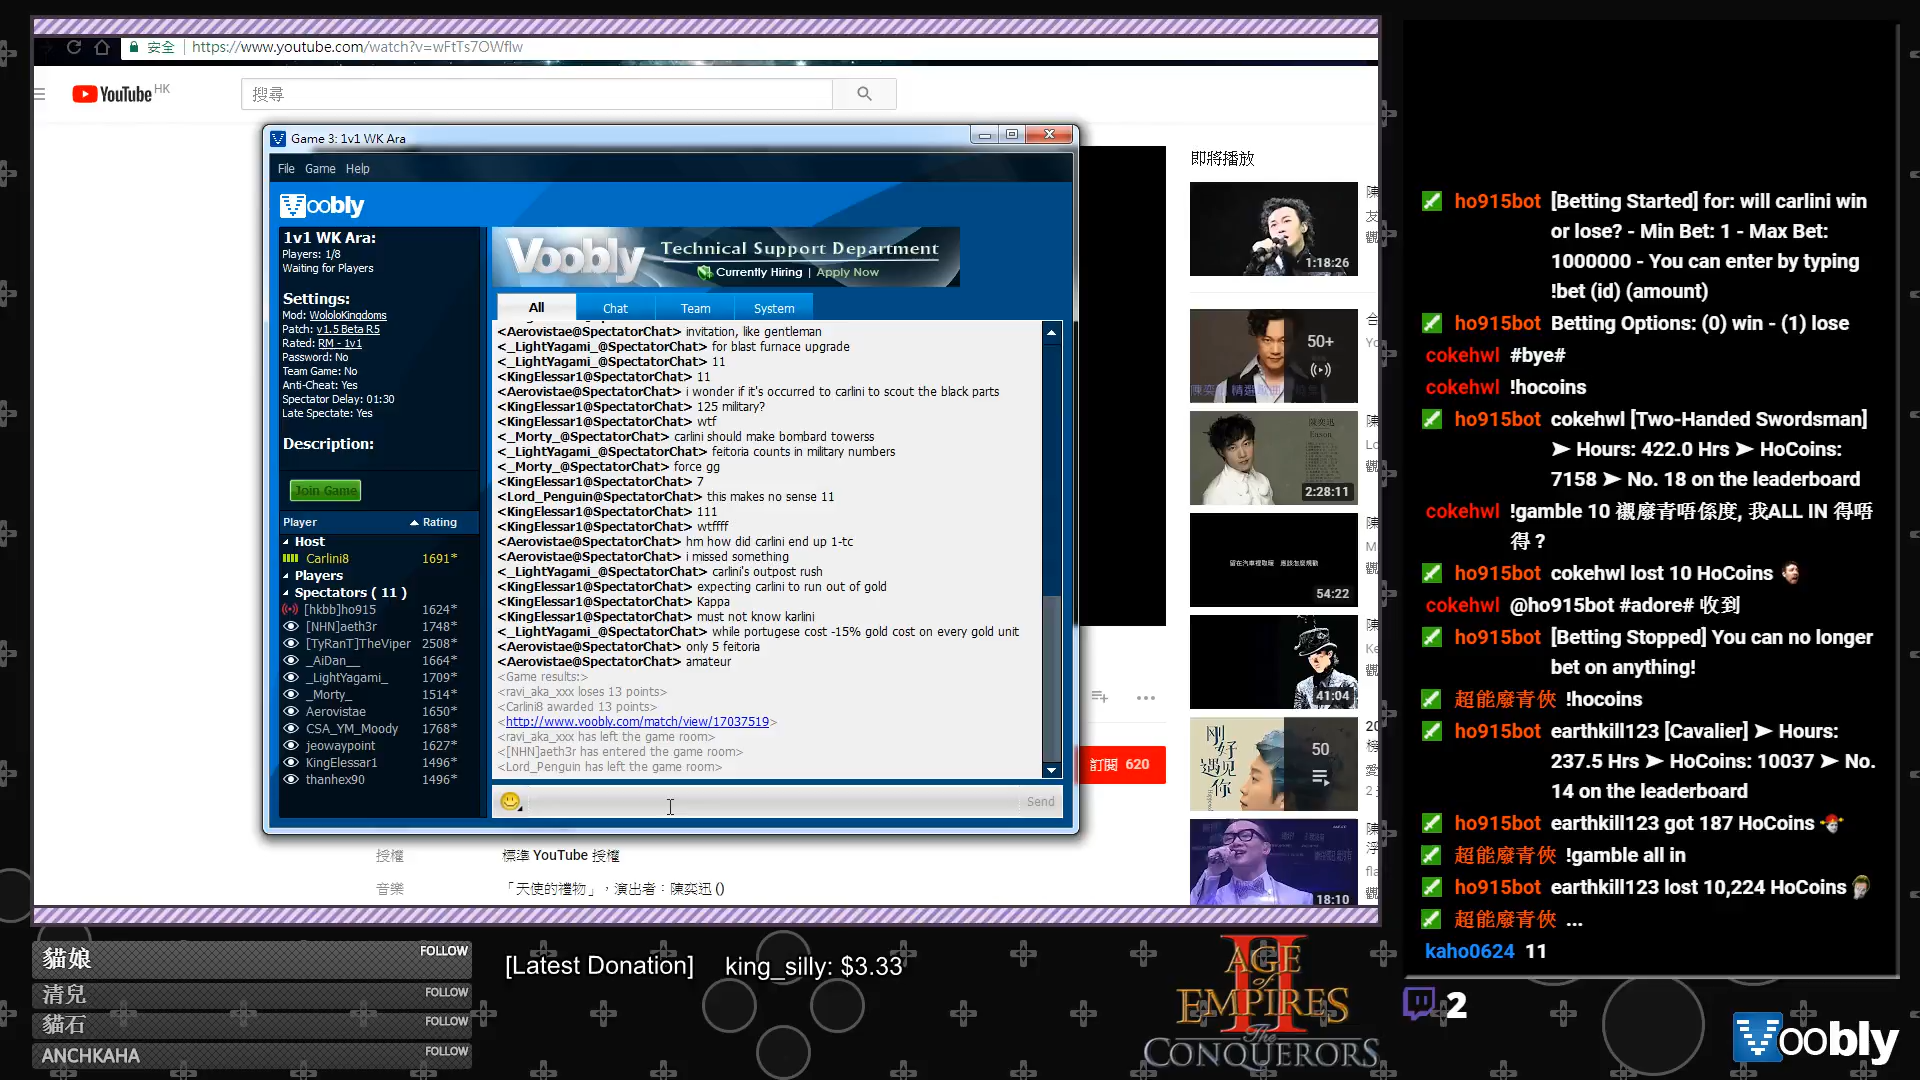 安全 https://www.youtube.com/watch?v=wFtTs7OWflw
YouTube HK
搜尋
Game 3: 1v1 WK Ara
File Game Help
Voobly
1v1 WK Ara:
Players: 1/8
Waiting for Players
Settings:
Mod: WololoKingdoms
Patch: v1.5 Beta R5
Rated: RM - 1v1
Password: No
Team Game: No
Anti-Cheat: Yes
Spectator Delay: 01:30
Late Spectate: Yes
Description:
Join Game
Player Rating
Host
Carlini8 1691*
Players
Spectators ( 11 )
[hkbb]ho915 1624*
[NHN]aeth3r 1748*
[TyRanT]TheViper 2508*
_AiDan__ 1664*
_LightYagami_ 1709*
_Morty_ 1514*
Aerovistae 1650*
CSA_YM_Moody 1768*
jeowaypoint 1627*
KingElessar1 1496*
thanhex90 1496*
Voobly Technical Support Department
Currently Hiring | Apply Now
All Chat Team System
<Aerovistae@SpectatorChat> invitation, like gentleman
<_LightYagami_@SpectatorChat> for blast furnace upgrade
<_LightYagami_@SpectatorChat> 11
<KingElessar1@SpectatorChat> 11
<Aerovistae@SpectatorChat> i wonder if it's occurred to carlini to scout the black parts
<KingElessar1@SpectatorChat> 125 military?
<KingElessar1@SpectatorChat> wtf
<_Morty_@SpectatorChat> carlini should make bombard towerss
<_LightYagami_@SpectatorChat> feitoria counts in military numbers
<_Morty_@SpectatorChat> force gg
<KingElessar1@SpectatorChat> 7
<Lord_Penguin@SpectatorChat> this makes no sense 11
<KingElessar1@SpectatorChat> 111
<KingElessar1@SpectatorChat> wtffff
<Aerovistae@SpectatorChat> hm how did carlini end up 1-tc
<Aerovistae@SpectatorChat> i missed something
<_LightYagami_@SpectatorChat> carlini's outpost rush
<KingElessar1@SpectatorChat> expecting carlini to run out of gold
<KingElessar1@SpectatorChat> Kappa
<KingElessar1@SpectatorChat> must not know karlini
<_LightYagami_@SpectatorChat> while portugese cost -15% gold cost on every gold unit
<Aerovistae@SpectatorChat> only 5 feitoria
<Aerovistae@SpectatorChat> amateur
<Game results:>
<ravi_aka_xxx loses 13 points>
<Carlini8 awarded 13 points>
<http://www.voobly.com/match/view/17037519>
<ravi_aka_xxx has left the game room>
<[NHN]aeth3r has entered the game room>
<Lord_Penguin has left the game room>
Send
即將播放
1:18:26
50+
2:28:11
54:22
41:04
50
18:10
訂閱 620
授權 標準 YouTube 授權
音樂 「天使的禮物」，演出者：陳奕迅 ()
ho915bot [Betting Started] for: will carlini win
or lose? - Min Bet: 1 - Max Bet:
1000000 - You can enter by typing
!bet (id) (amount)
ho915bot Betting Options: (0) win - (1) lose
cokehwl #bye#
cokehwl !hocoins
ho915bot cokehwl [Two-Handed Swordsman]
➤ Hours: 422.0 Hrs ➤ HoCoins:
7158 ➤ No. 18 on the leaderboard
cokehwl !gamble 10 襯廢青唔係度, 我ALL IN 得唔
得？
ho915bot cokehwl lost 10 HoCoins
cokehwl @ho915bot #adore# 收到
ho915bot [Betting Stopped] You can no longer
bet on anything!
超能廢青俠 !hocoins
ho915bot earthkill123 [Cavalier] ➤ Hours:
237.5 Hrs ➤ HoCoins: 10037 ➤ No.
14 on the leaderboard
ho915bot earthkill123 got 187 HoCoins
超能廢青俠 !gamble all in
ho915bot earthkill123 lost 10,224 HoCoins
超能廢青俠 ...
kaho0624 11
貓娘 FOLLOW
清兒 FOLLOW
貓石 FOLLOW
ANCHKAHA FOLLOW
[Latest Donation] king_silly: $3.33
AGE of EMPIRES II
The CONQUERORS
2
Voobly